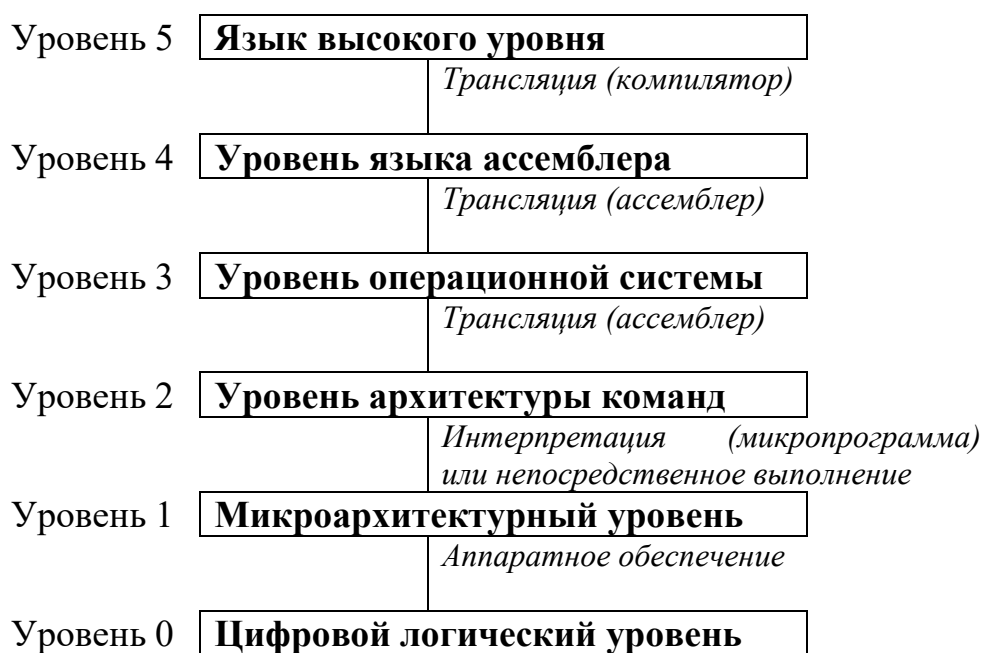 Уровень 5 Язык высокого уровня
Трансляция (компилятор)
Уровень 4 Уровень языка ассемблера
Трансляция (ассемблер)
Уровень 3 Уровень операционной системы
Трансляция (ассемблер)
Уровень 2 Уровень архитектуры команд
Интерпретация (микропрограмма)
или непосредственное выполнение
Уровень 1 Микроархитектурный уровень
Аппаратное обеспечение
Уровень 0 Цифровой логический уровень